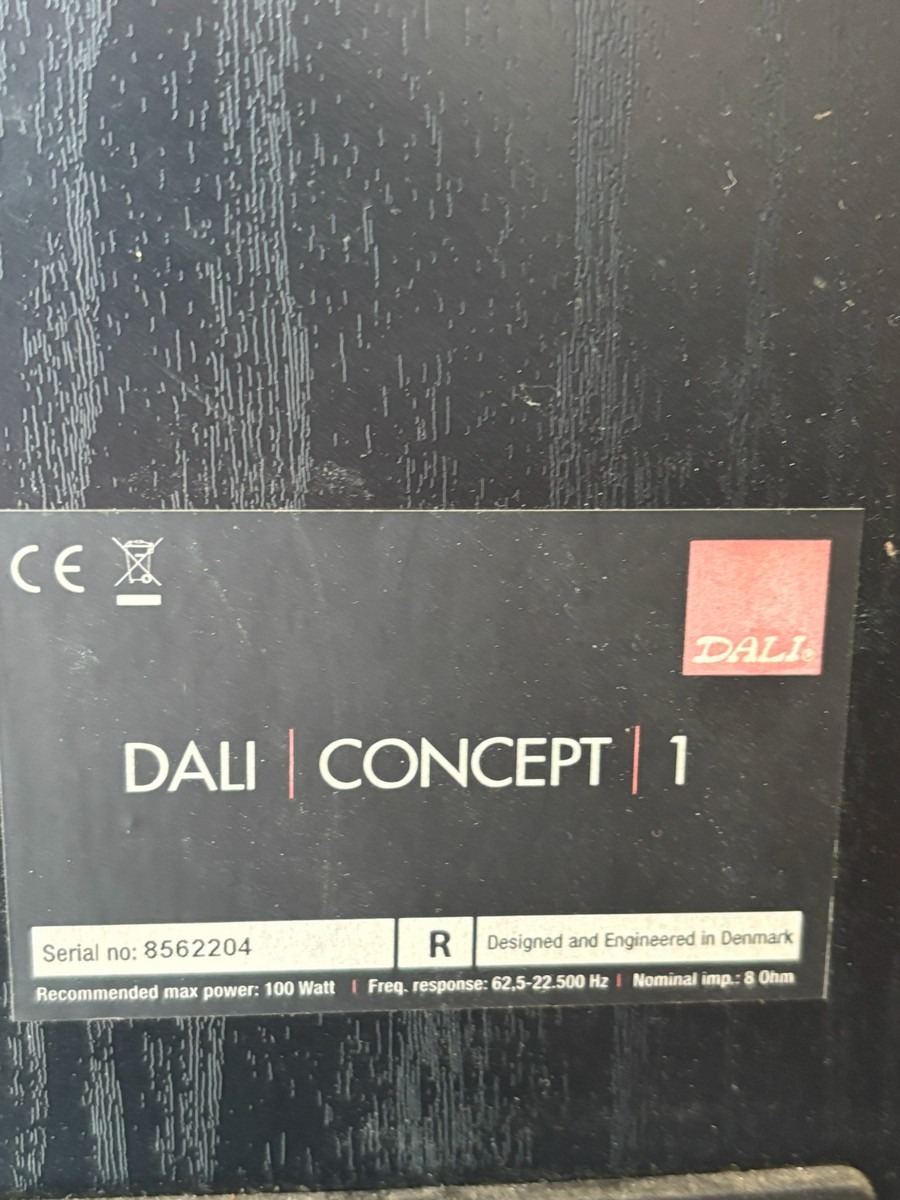 CE
DALI®
DALI | CONCEPT | 1
Serial no: 8562204
R
Designed and Engineered in Denmark
Recommended max power: 100 Watt | Freq. response: 62,5-22.500 Hz | Nominal imp.: 8 Ohm